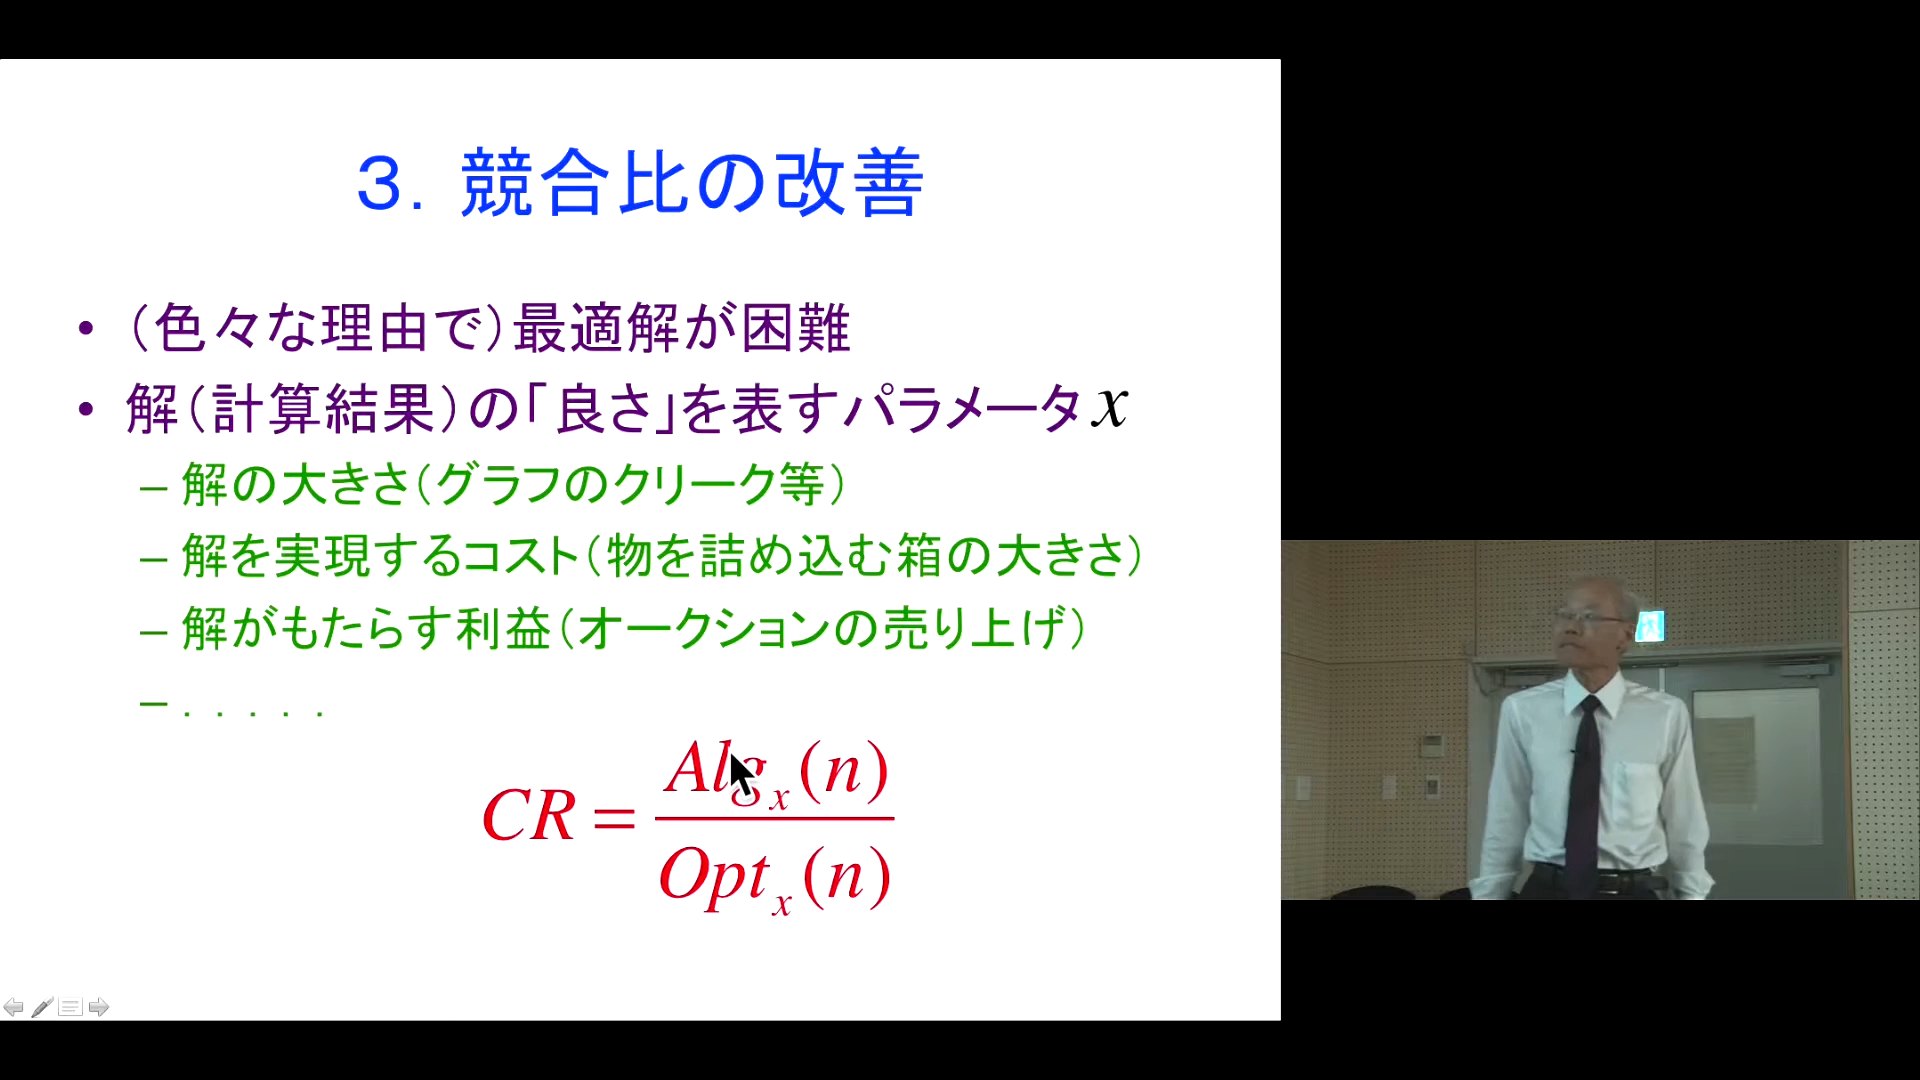 ３．競合比の改善
• （色々な理由で）最適解が困難
• 解（計算結果）の「良さ」を表すパラメータ x
– 解の大きさ（グラフのクリーク等）
– 解を実現するコスト（物を詰め込む箱の大きさ）
– 解がもたらす利益（オークションの売り上げ）
– . . . . .
CR = Alg_x(n) / Opt_x(n)